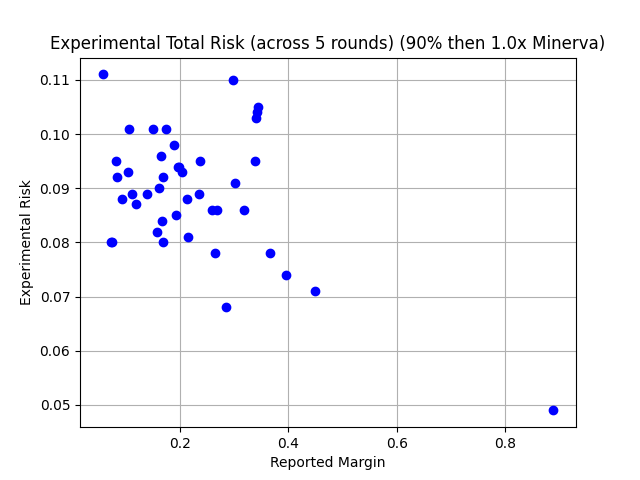 Experimental Total Risk (across 5 rounds) (90% then 1.0x Minerva)
Experimental Risk
0.11
0.10
0.09
0.08
0.07
0.06
0.05
0.2 0.4 0.6 0.8
Reported Margin